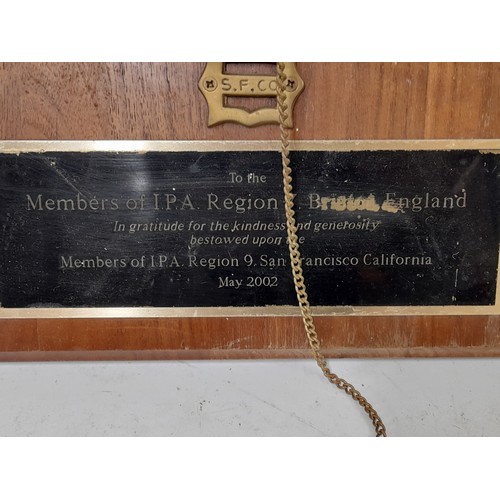 S.F.CO.
To the
Members of I.P.A. Region Bristol, England
In gratitude for the kindness and generosity
bestowed upon the
Members of I.P.A. Region 9, San Francisco California
May 2002